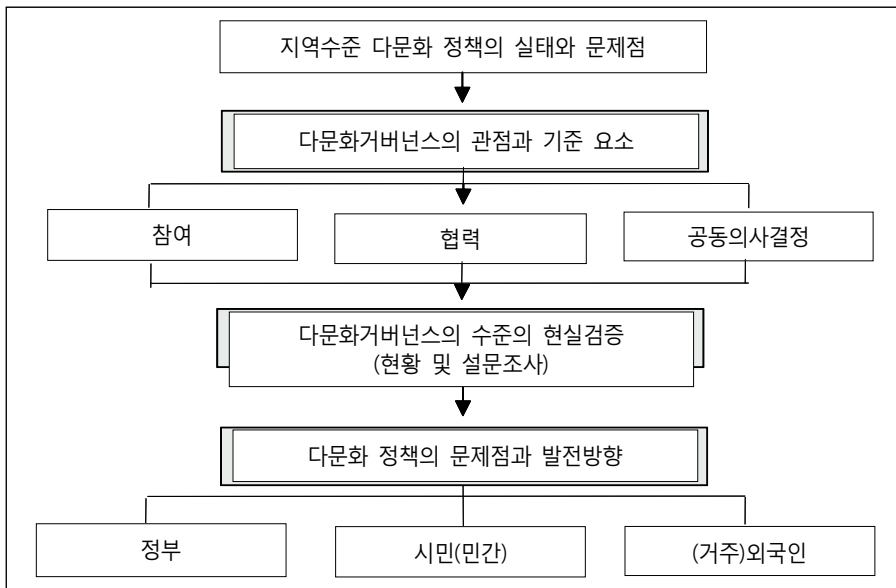 지역수준 다문화 정책의 실태와 문제점
다문화거버넌스의 관점과 기준 요소
참여
협력
공동의사결정
다문화거버넌스의 수준의 현실검증
(현황 및 설문조사)
다문화 정책의 문제점과 발전방향
정부
시민(민간)
(거주)외국인